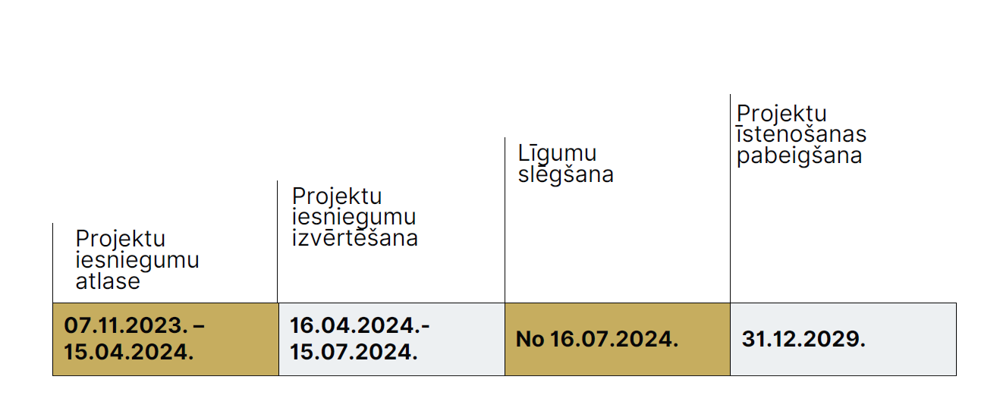 Projektu
iesniegumu
atlase
Projektu
iesniegumu
izvērtēšana
Līgumu
slēgšana
Projektu
īstenošanas
pabeigšana
07.11.2023. –
15.04.2024.
16.04.2024.-
15.07.2024.
No 16.07.2024.
31.12.2029.